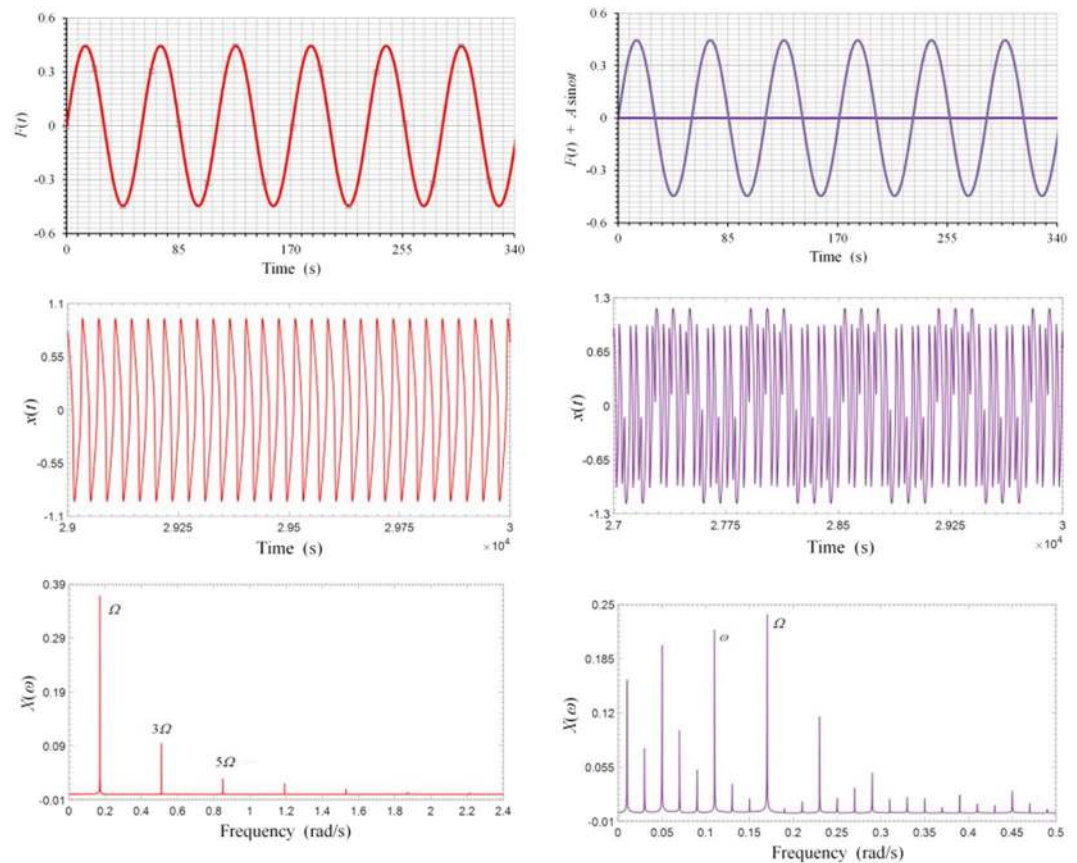 0.6
0.3
0
-0.3
-0.6
F(t)
0 85 170 255 340
Time (s)
0.6
0.3
0
-0.3
-0.6
F(t) + A sinωt
0 85 170 255 340
Time (s)
1.1
0.55
0
-0.55
-1.1
x(t)
2.9 2.925 2.95 2.975 3
×10⁴
Time (s)
1.3
0.65
0
-0.65
-1.3
x(t)
2.7 2.775 2.85 2.925 3
×10⁴
Time (s)
0.39
0.29
0.19
0.09
-0.01
X(ω)
Ω
3Ω
5Ω
0 0.2 0.4 0.6 0.8 1 1.2 1.4 1.6 1.8 2 2.2 2.4
Frequency (rad/s)
0.25
0.185
0.12
0.055
-0.01
X(ω)
ω
Ω
0 0.05 0.1 0.15 0.2 0.25 0.3 0.35 0.4 0.45 0.5
Frequency (rad/s)